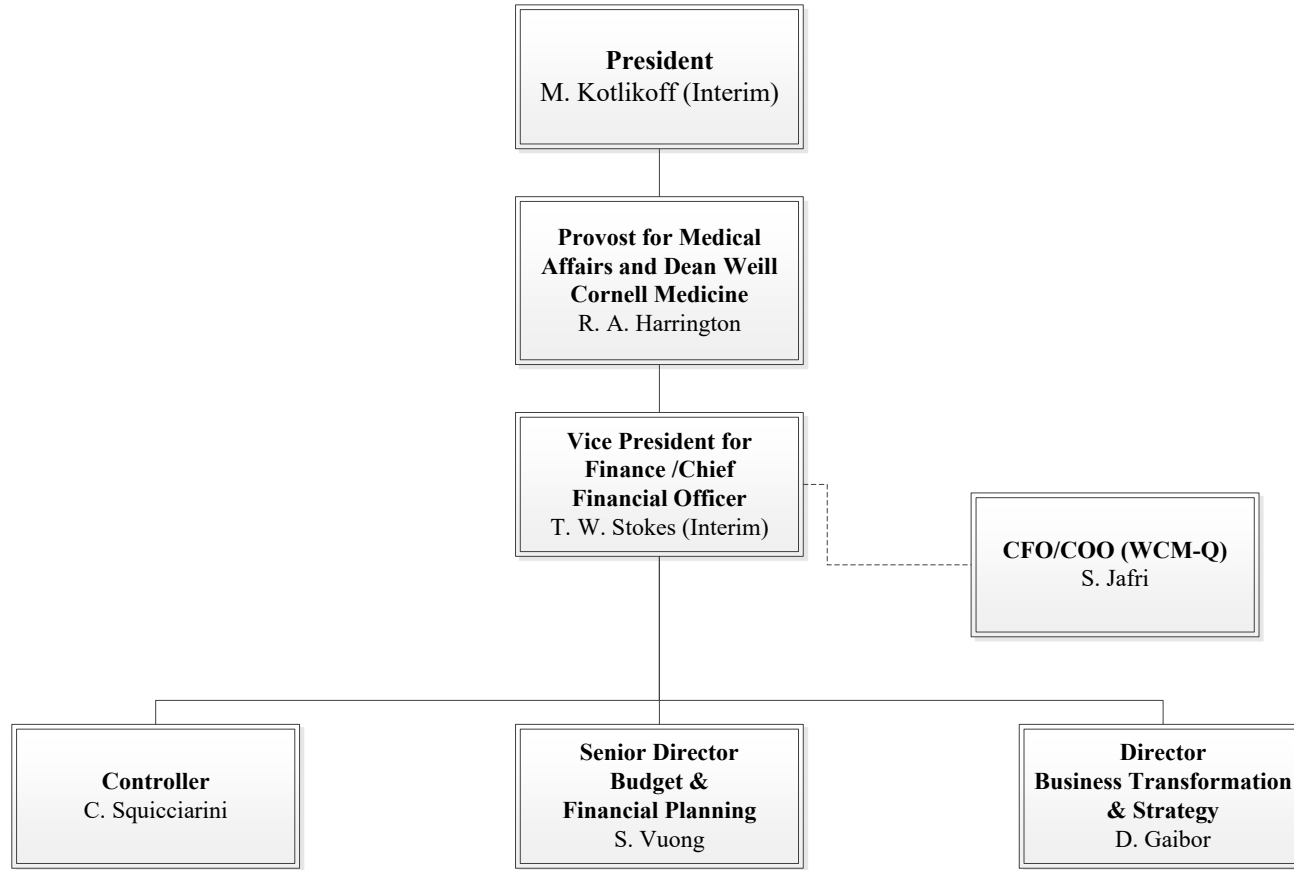 President
M. Kotlikoff (Interim)
Provost for Medical
Affairs and Dean Weill
Cornell Medicine
R. A. Harrington
Vice President for
Finance /Chief
Financial Officer
T. W. Stokes (Interim)
CFO/COO (WCM-Q)
S. Jafri
Controller
C. Squicciarini
Senior Director
Budget &
Financial Planning
S. Vuong
Director
Business Transformation
& Strategy
D. Gaibor